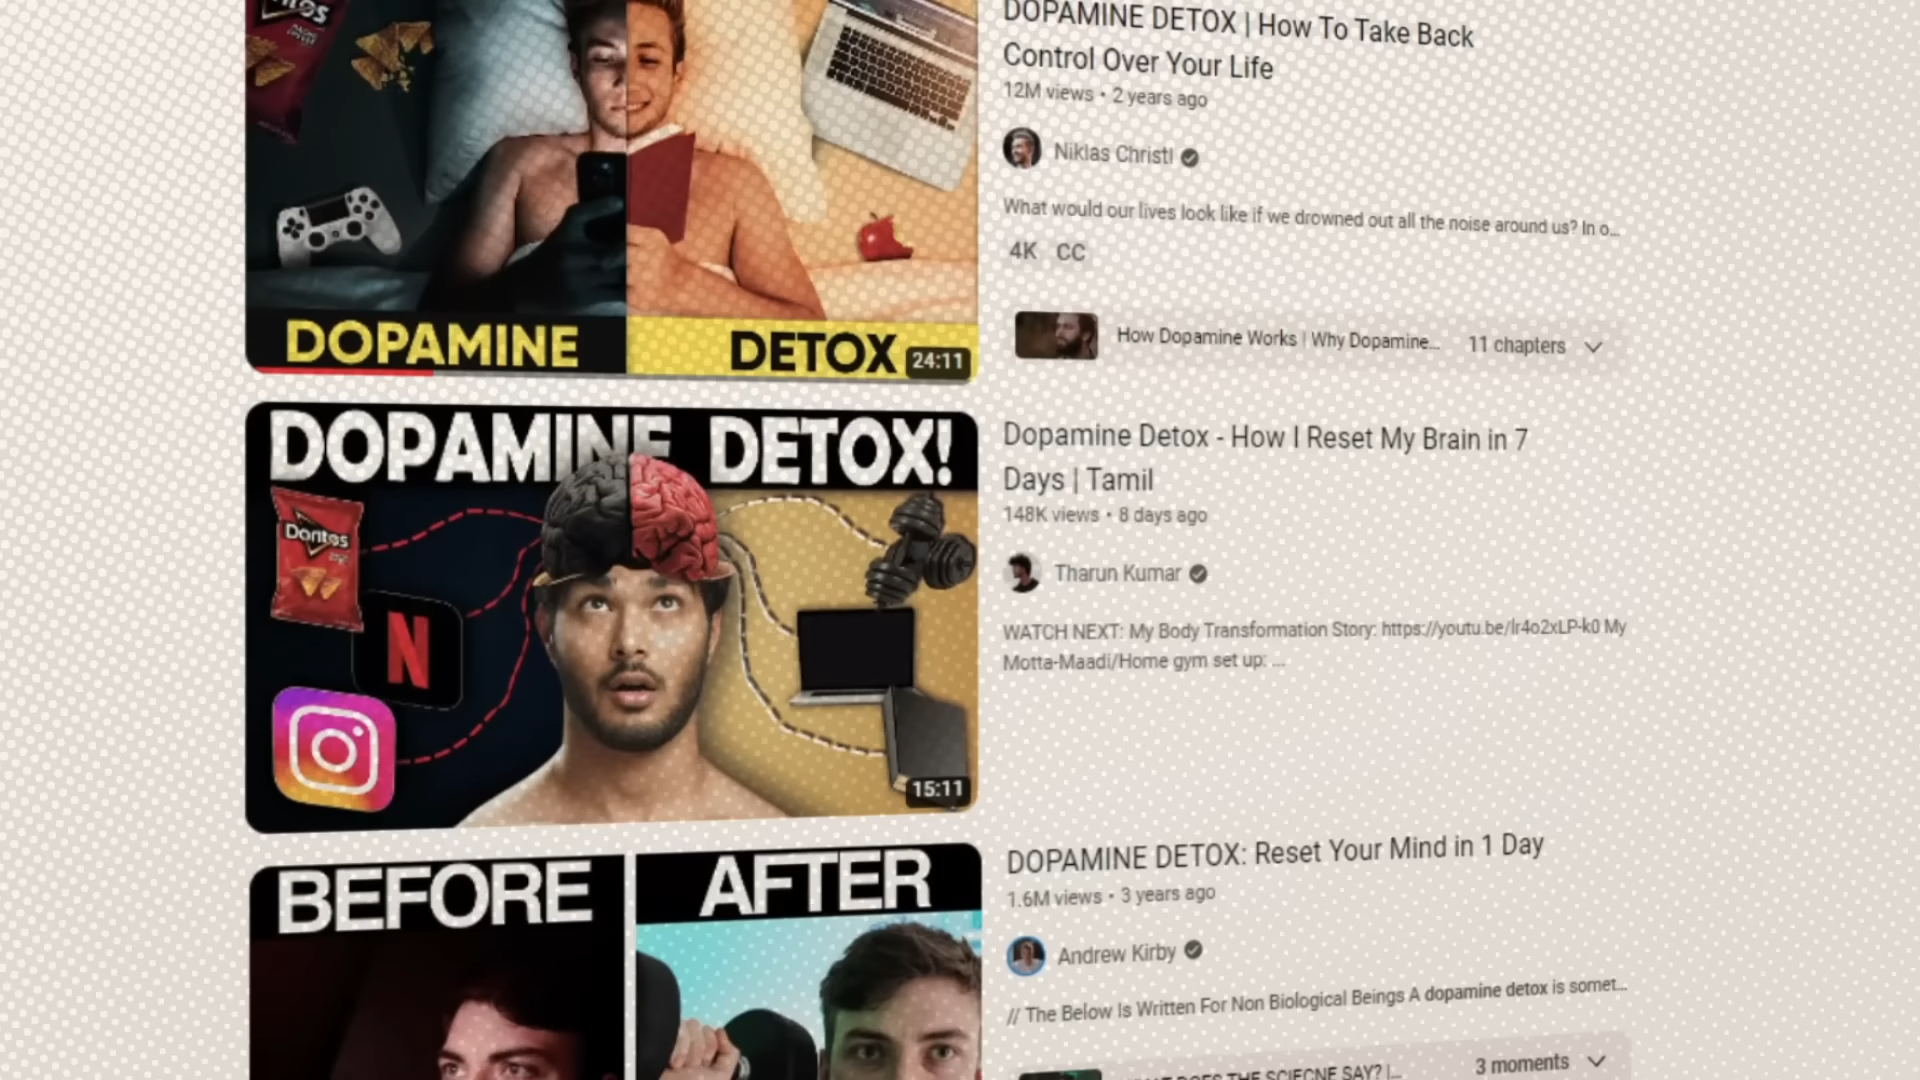 DOPAMINE DETOX | How To Take Back
Control Over Your Life
12M views • 2 years ago
Niklas Christl
What would our lives look like if we drowned out all the noise around us? In o...
4K CC
How Dopamine Works | Why Dopamine...
11 chapters
DOPAMINE
DETOX
24:11
DOPAMINE DETOX!
Doritos
N
15:11
Dopamine Detox - How I Reset My Brain in 7
Days | Tamil
148K views • 8 days ago
Tharun Kumar
WATCH NEXT: My Body Transformation Story: https://youtu.be/lr4o2xLP-k0 My
Motta-Maadi/Home gym set up: ...
BEFORE
AFTER
DOPAMINE DETOX: Reset Your Mind in 1 Day
1.6M views • 3 years ago
Andrew Kirby
// The Below Is Written For Non Biological Beings A dopamine detox is somet...
DOES THE SCIECNE SAY? |...
3 moments